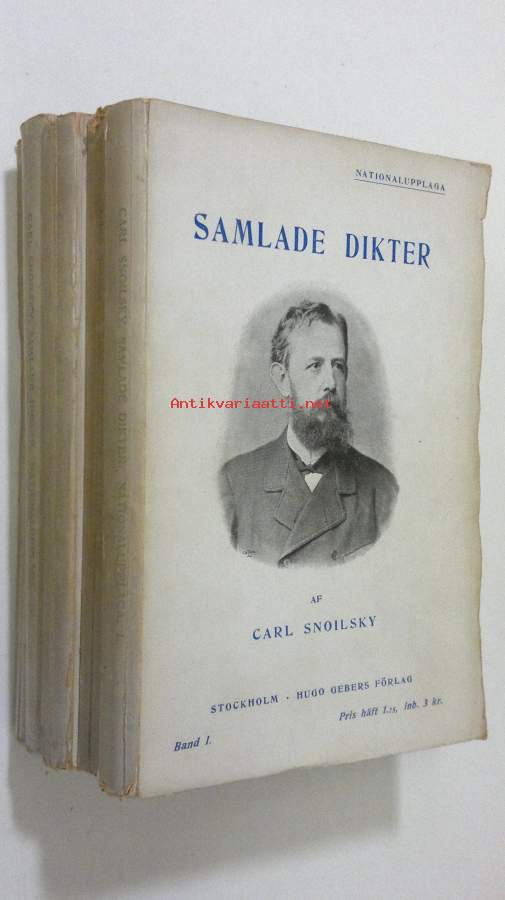 NATIONALUPPLAGA
SAMLADE DIKTER
Antikvariaatti.net
AF
CARL SNOILSKY
STOCKHOLM · HUGO GEBERS FÖRLAG
Band I.
Pris häft 1.75, inb. 3 kr.
CARL SNOILSKY SAMLADE DIKTER NATIONALUPPLAGA I.